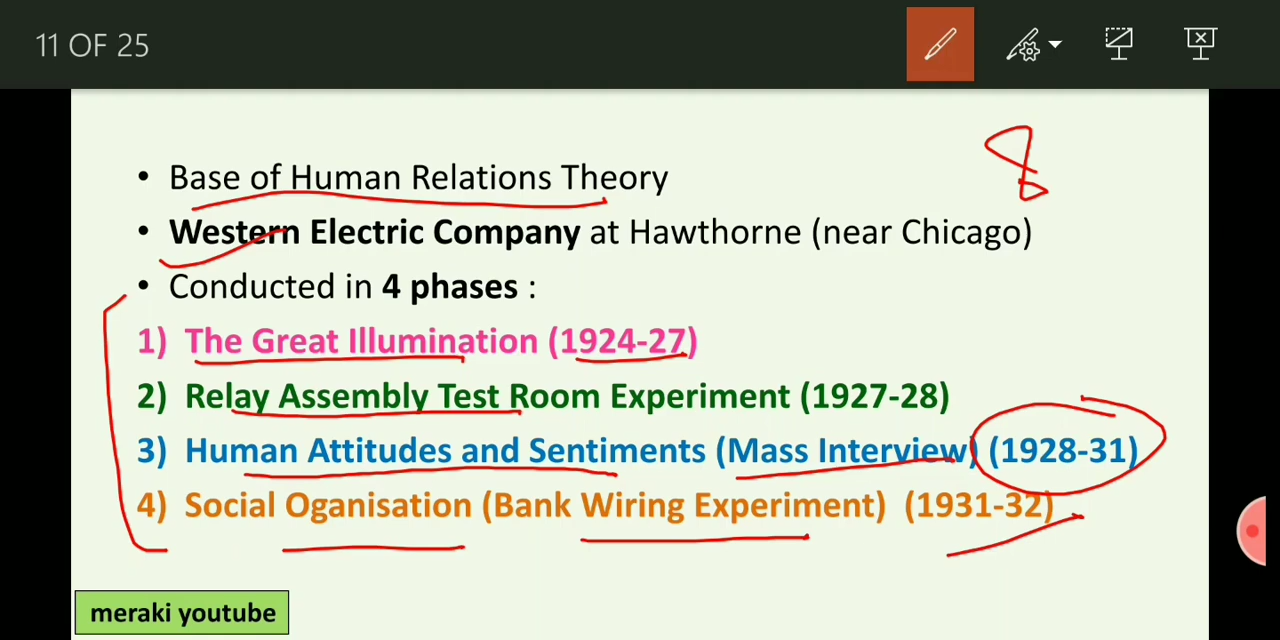 11 OF 25
8
• Base of Human Relations Theory
• Western Electric Company at Hawthorne (near Chicago)
• Conducted in 4 phases :
1) The Great Illumination (1924-27)
2) Relay Assembly Test Room Experiment (1927-28)
3) Human Attitudes and Sentiments (Mass Interview) (1928-31)
4) Social Oganisation (Bank Wiring Experiment) (1931-32)
meraki youtube